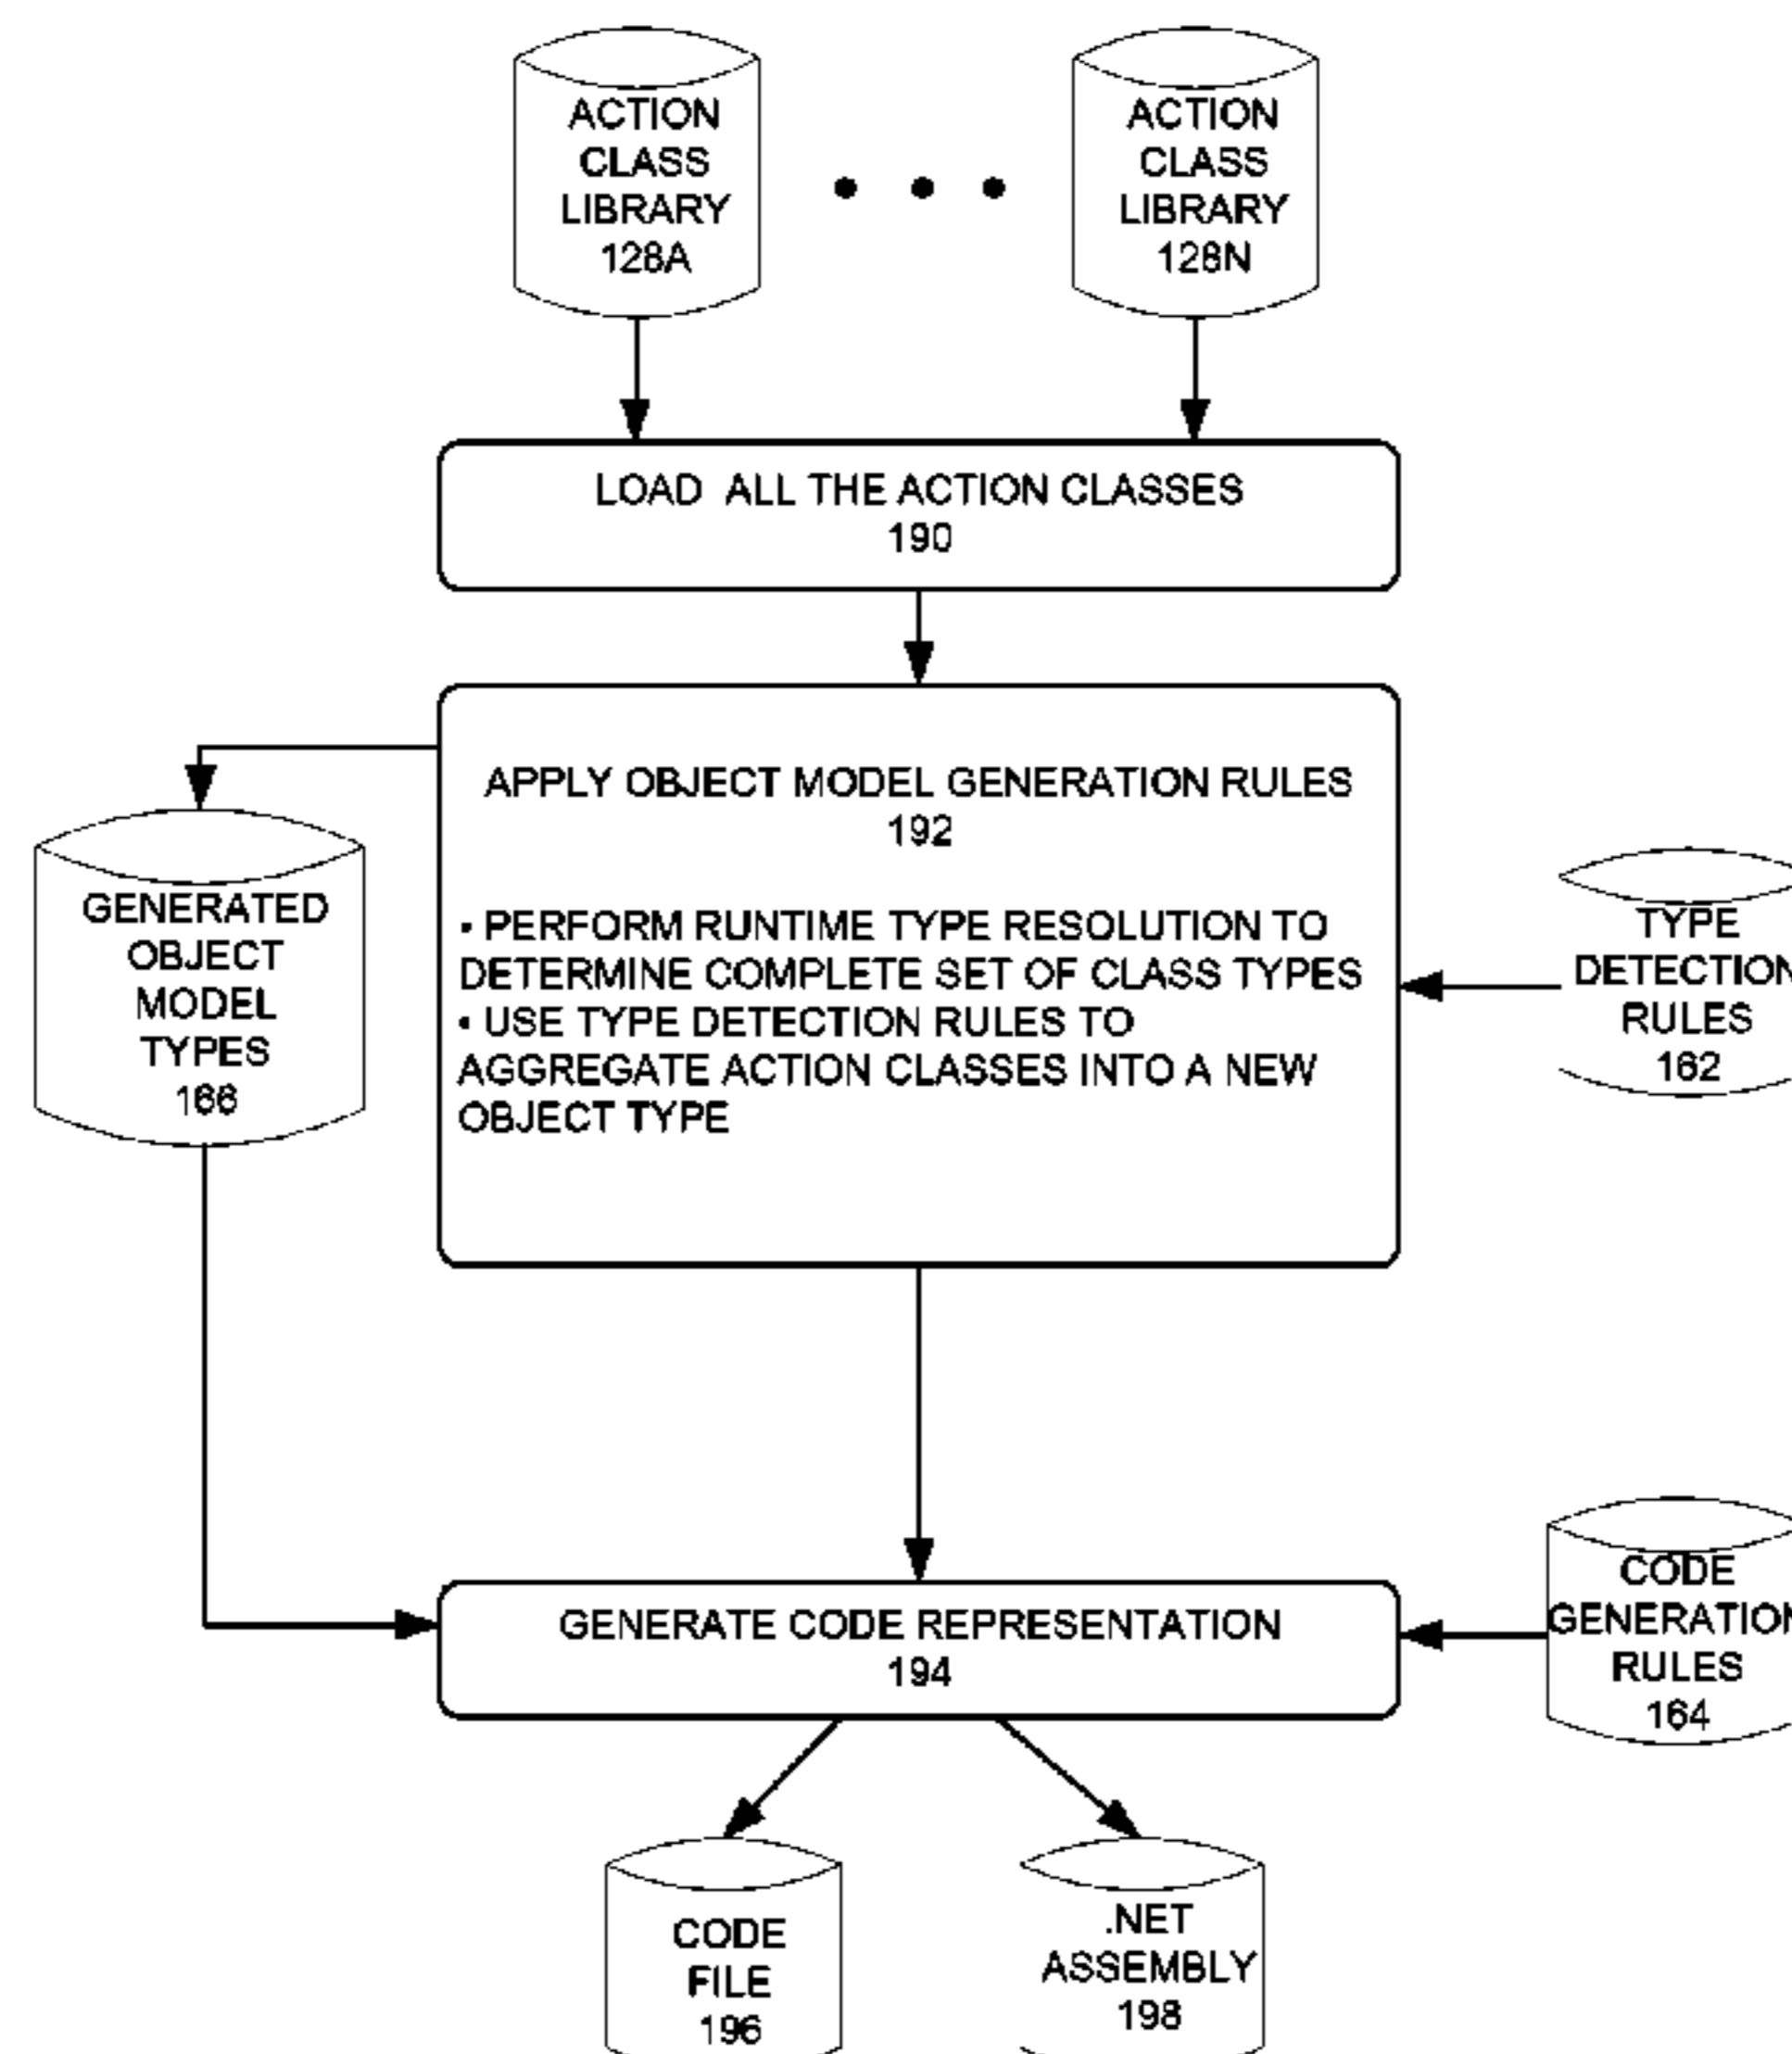 ACTION
CLASS
LIBRARY
128A
ACTION
CLASS
LIBRARY
128N
LOAD ALL THE ACTION CLASSES
190
APPLY OBJECT MODEL GENERATION RULES
192
• PERFORM RUNTIME TYPE RESOLUTION TO
DETERMINE COMPLETE SET OF CLASS TYPES
• USE TYPE DETECTION RULES TO
AGGREGATE ACTION CLASSES INTO A NEW
OBJECT TYPE
GENERATED
OBJECT
MODEL
TYPES
166
TYPE
DETECTION
RULES
162
GENERATE CODE REPRESENTATION
194
CODE
GENERATION
RULES
164
CODE
FILE
196
.NET
ASSEMBLY
198